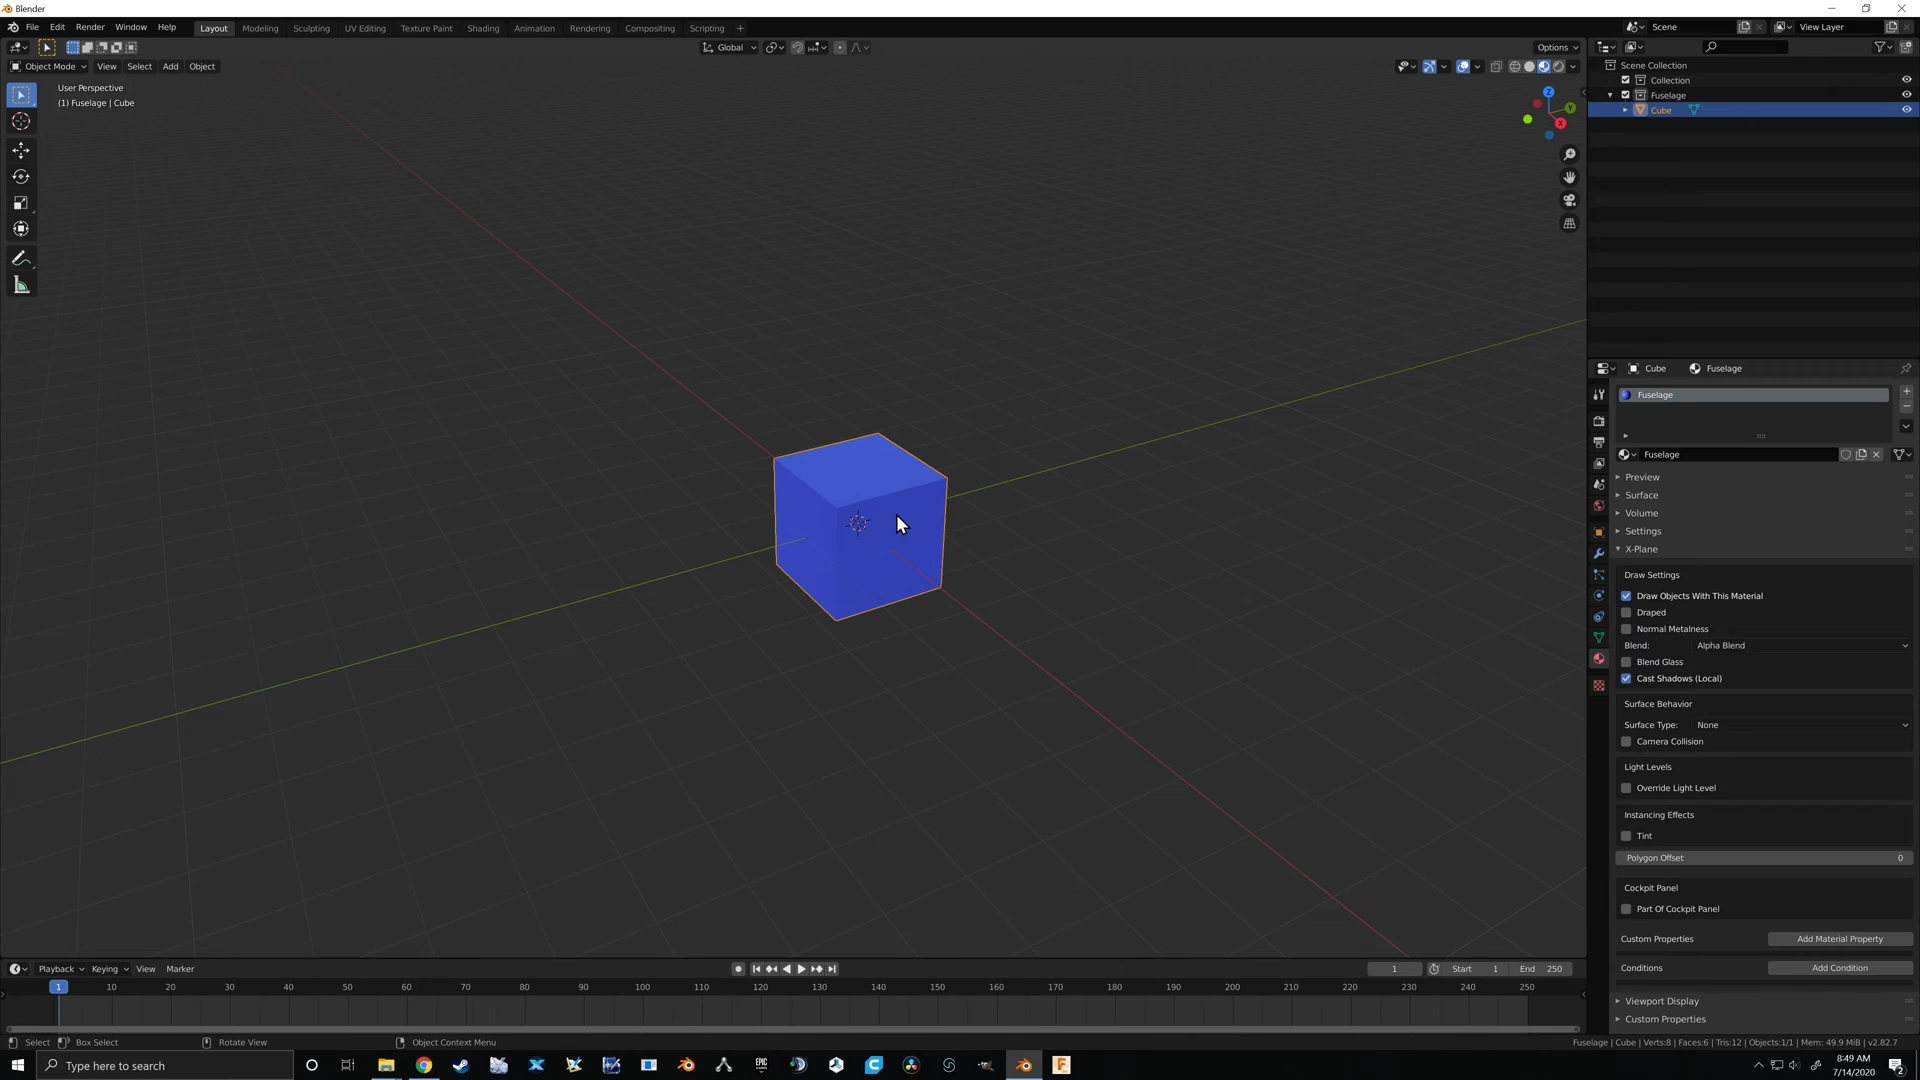 Blender
File Edit Render Window Help Layout Modeling Sculpting UV Editing Texture Paint Shading Animation Rendering Compositing Scripting + Scene View Layer
Global Options
Object Mode View Select Add Object
User Perspective
(1) Fuselage | Cube
Z
Y
X
Scene Collection
Collection
Fuselage
Cube
Cube Fuselage
Fuselage
Fuselage
Preview
Surface
Volume
Settings
X-Plane
Draw Settings
Draw Objects With This Material
Draped
Normal Metalness
Blend: Alpha Blend
Blend Glass
Cast Shadows (Local)
Surface Behavior
Surface Type: None
Camera Collision
Light Levels
Override Light Level
Instancing Effects
Tint
Polygon Offset 0
Cockpit Panel
Part Of Cockpit Panel
Custom Properties Add Material Property
Conditions Add Condition
Viewport Display
Custom Properties
Playback Keying View Marker 1 Start 1 End 250
1 10 20 30 40 50 60 70 80 90 100 110 120 130 140 150 160 170 180 190 200 210 220 230 240 250
Select Box Select Rotate View Object Context Menu Fuselage | Cube | Verts:8 | Faces:6 | Tris:12 | Objects:1/1 | Mem: 49.9 MiB | v2.82.7
Type here to search
8:49 AM
7/14/2020
2